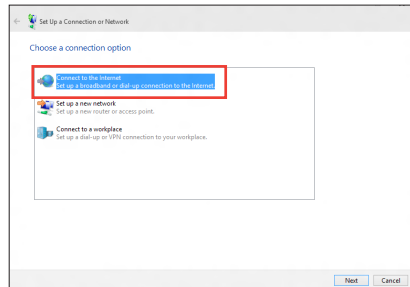 Set Up a Connection or Network
Choose a connection option
Connect to the Internet
Set up a broadband or dial-up connection to the Internet.
Set up a new network
Set up a new router or access point.
Connect to a workplace
Set up a dial-up or VPN connection to your workplace.
Next
Cancel